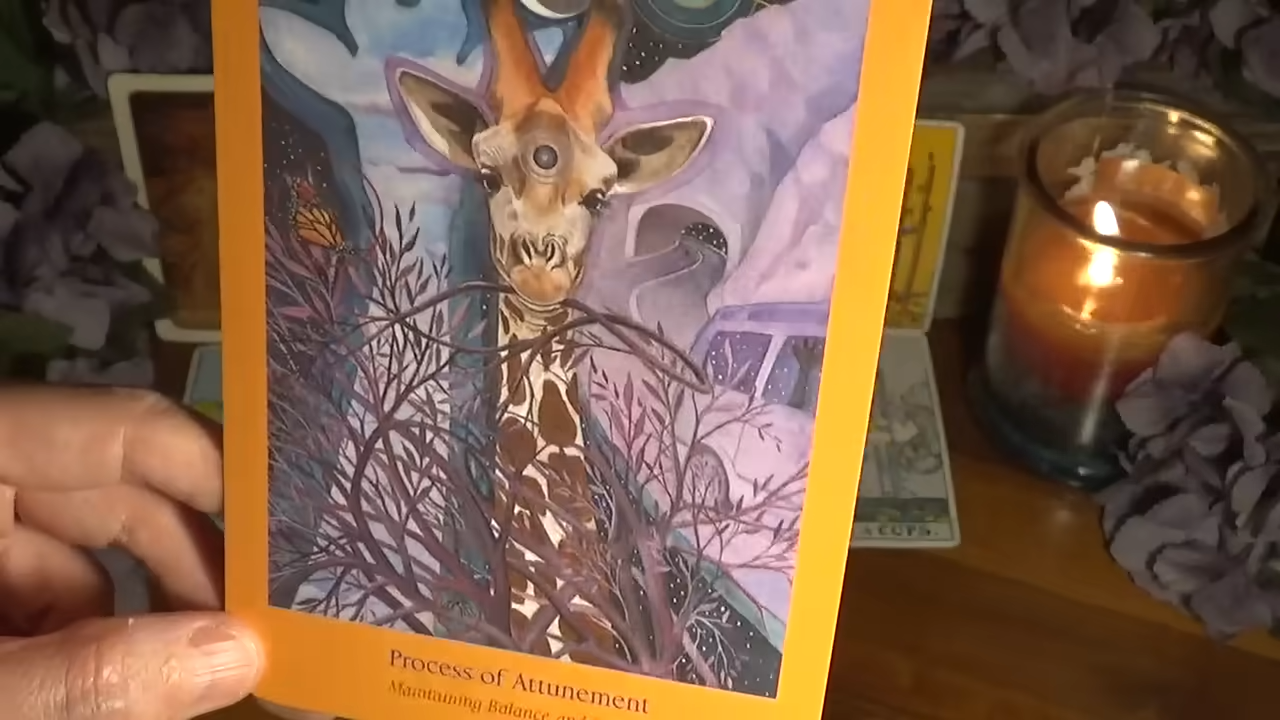 Process of Attunement
Maintaining Balance and
CUPS.